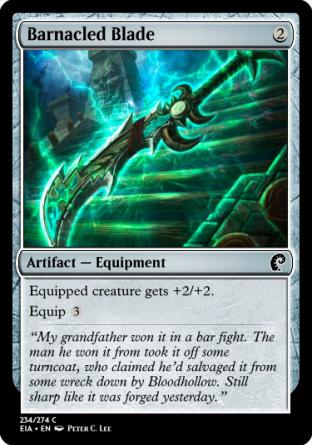 Barnacled Blade 2
Artifact — Equipment
Equipped creature gets +2/+2.
Equip 3
“My grandfather won it in a bar fight. The
man he won it from took it off some
turncoat, who claimed he’d salvaged it from
some wreck down by Bloodhollow. Still
sharp like it was forged yesterday.”
234/274 C
EIA • EN Peter C. Lee